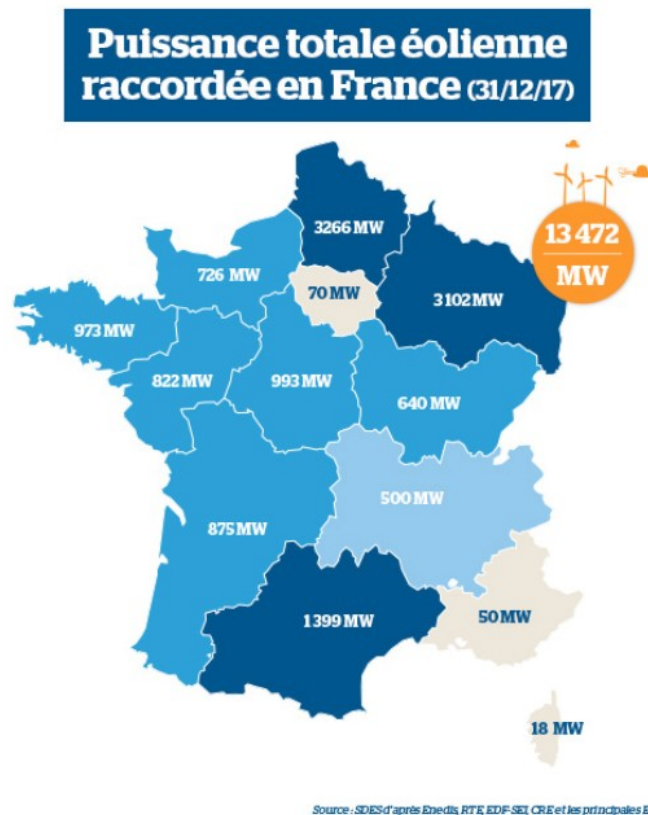 Puissance totale éolienne
raccordée en France (31/12/17)
3266 MW
13 472
MW
726 MW
70 MW
3102 MW
973 MW
822 MW
993 MW
640 MW
500 MW
875 MW
1399 MW
50 MW
18 MW
Source : SDES d'après Enedis, RTE, EDF-SEI, CRE et les principales E